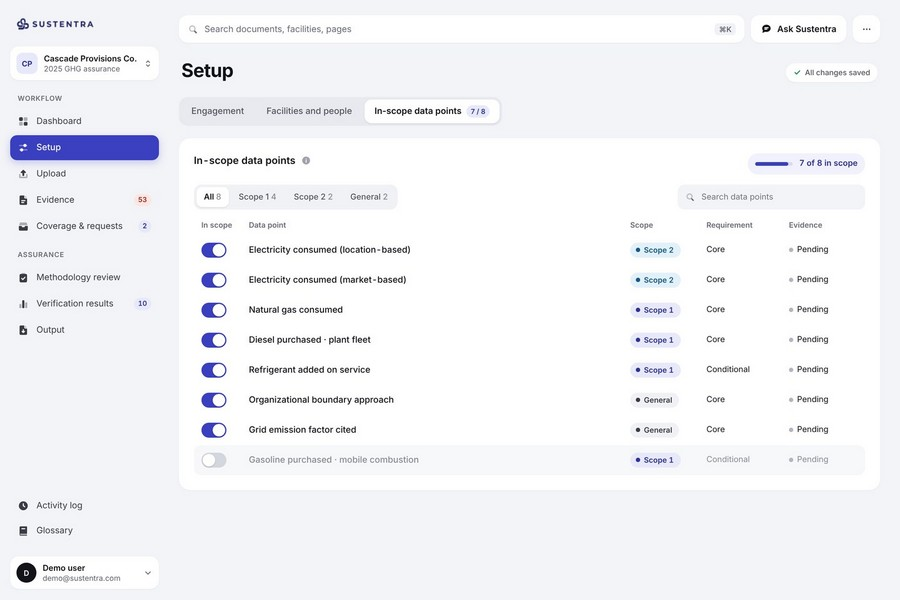 SUSTENTRA
CP
Cascade Provisions Co.
2025 GHG assurance
WORKFLOW
Dashboard
Setup
Upload
Evidence 53
Coverage & requests 2
ASSURANCE
Methodology review
Verification results 10
Output
Activity log
Glossary
D
Demo user
demo@sustentra.com
Search documents, facilities, pages ⌘K
Ask Sustentra
Setup
All changes saved
Engagement Facilities and people In-scope data points 7 / 8
In-scope data points
7 of 8 in scope
All 8 Scope 1 4 Scope 2 2 General 2
Search data points
In scope Data point Scope Requirement Evidence
Electricity consumed (location-based) Scope 2 Core Pending
Electricity consumed (market-based) Scope 2 Core Pending
Natural gas consumed Scope 1 Core Pending
Diesel purchased · plant fleet Scope 1 Core Pending
Refrigerant added on service Scope 1 Conditional Pending
Organizational boundary approach General Core Pending
Grid emission factor cited General Core Pending
Gasoline purchased · mobile combustion Scope 1 Conditional Pending